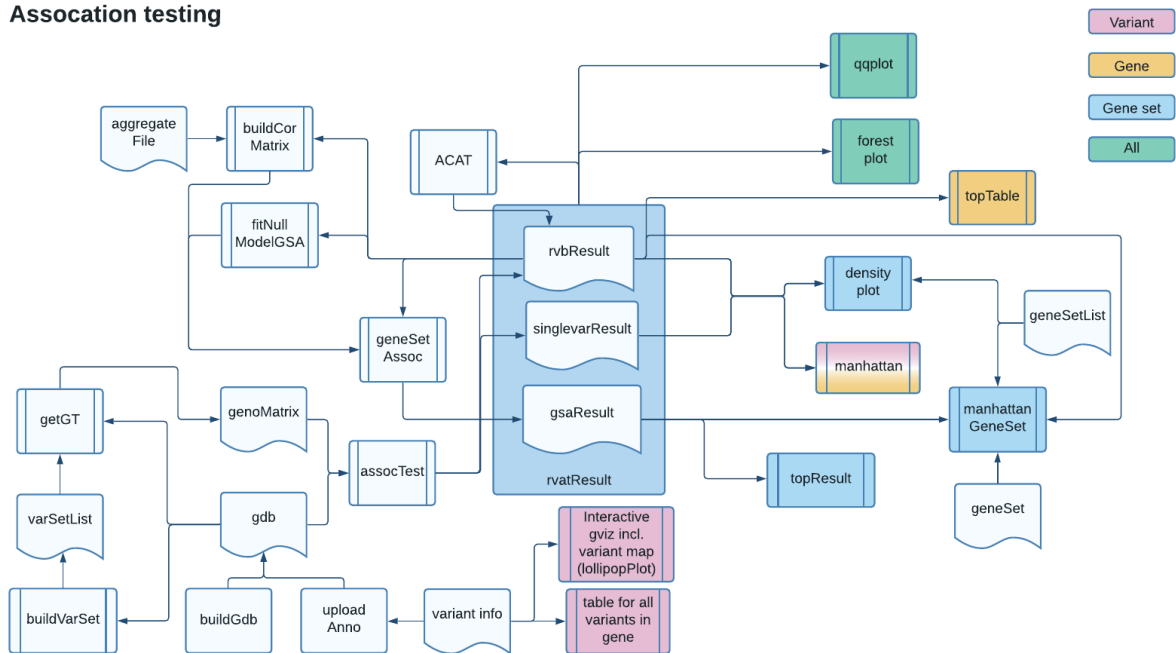 Assocation testing
Variant
Gene
Gene set
All
qqplot
aggregate
File
buildCor
Matrix
ACAT
forest
plot
topTable
fitNull
ModelGSA
rvbResult
density
plot
geneSetList
geneSet
Assoc
singlevarResult
manhattan
getGT
genoMatrix
gsaResult
manhattan
GeneSet
assocTest
rvatResult
topResult
varSetList
gdb
geneSet
Interactive
gviz incl.
variant map
(lollipopPlot)
buildVarSet
buildGdb
upload
Anno
variant info
table for all
variants in
gene